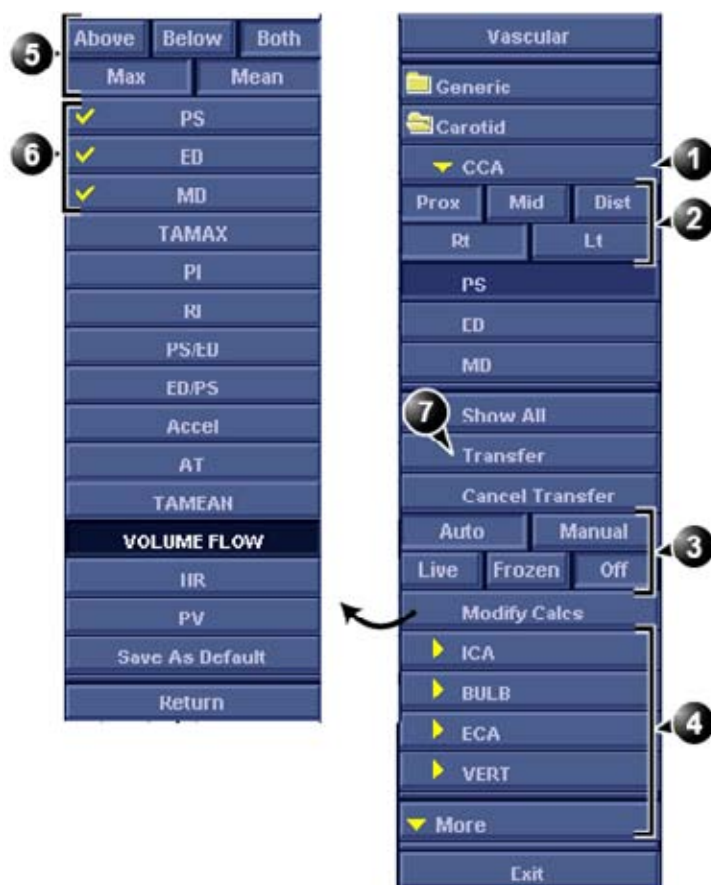 5
Above Below Both
Max Mean
6
PS
ED
MD
TAMAX
PI
RI
PS/ED
ED/PS
Accel
AT
TAMEAN
VOLUME FLOW
HR
PV
Save As Default
Return
Vascular
Generic
Carotid
CCA
1
Prox Mid Dist
2
Rt Lt
PS
ED
MD
7
Show All
Transfer
Cancel Transfer
Auto Manual
3
Live Frozen Off
Modify Calcs
ICA
BULB
4
ECA
VERT
More
Exit